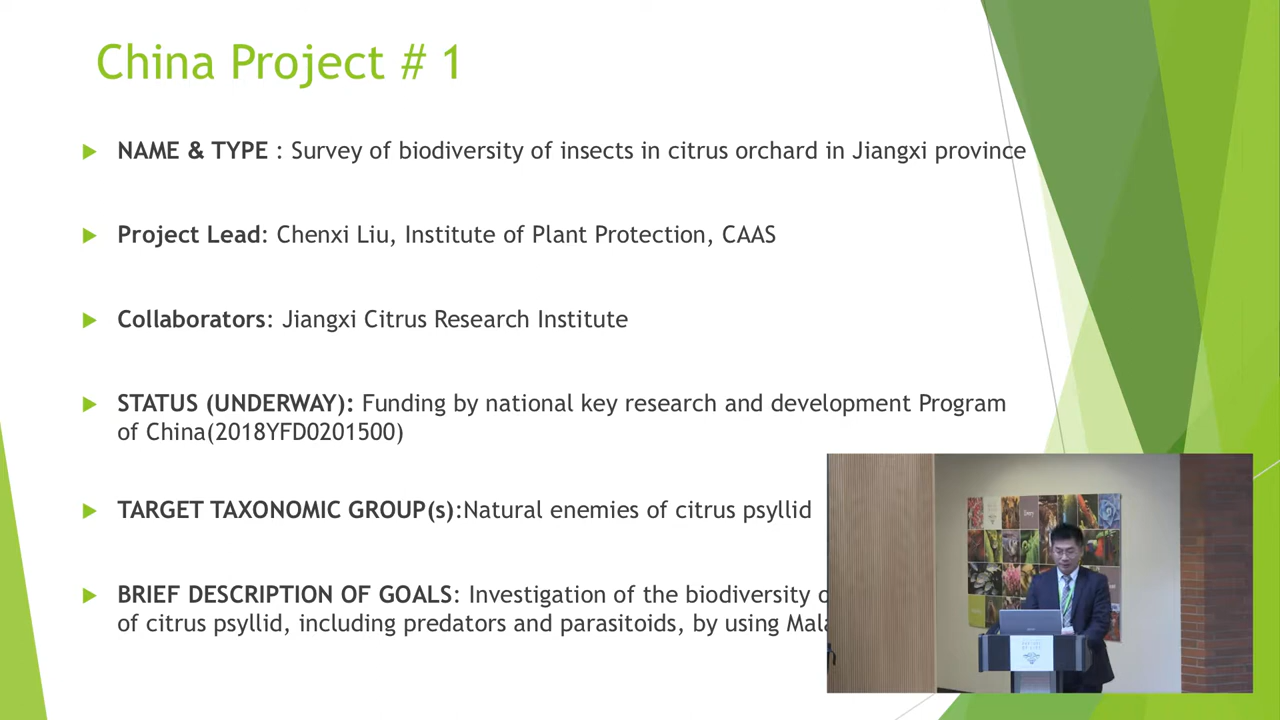 China Project # 1
NAME & TYPE : Survey of biodiversity of insects in citrus orchard in Jiangxi province
Project Lead: Chenxi Liu, Institute of Plant Protection, CAAS
Collaborators: Jiangxi Citrus Research Institute
STATUS (UNDERWAY): Funding by national key research and development Program
of China(2018YFD0201500)
TARGET TAXONOMIC GROUP(s):Natural enemies of citrus psyllid
BRIEF DESCRIPTION OF GOALS: Investigation of the biodiversity
of citrus psyllid, including predators and parasitoids, by using